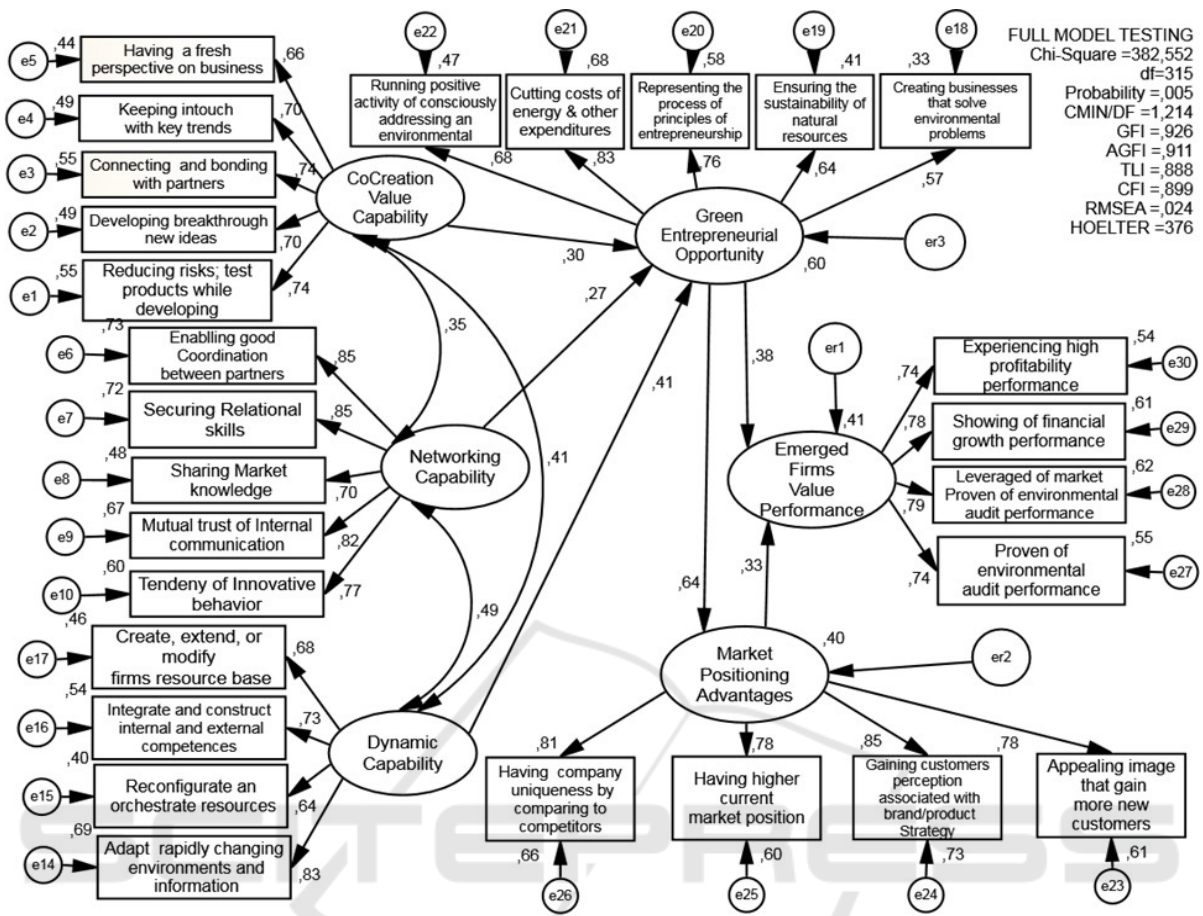 FULL MODEL TESTING
Chi-Square =382,552
df=315
Probability =,005
CMIN/DF =1,214
GFI =,926
AGFI =,911
TLI =,888
CFI =,899
RMSEA =,024
HOELTER =376
e5
,44
Having a fresh
perspective on business
,66
e4
,49
Keeping intouch
with key trends
,70
e3
,55
Connecting and bonding
with partners
,74
e2
,49
Developing breakthrough
new ideas
,70
e1
,55
Reducing risks; test
products while
developing
,74
CoCreation
Value
Capability
e22
,47
Running positive
activity of consciously
addressing an
environmental
,68
e21
,68
Cutting costs of
energy & other
expenditures
,83
e20
,58
Representing the
process of
principles of
entrepreneurship
,76
e19
,41
Ensuring the
sustainability of
natural
resources
,64
e18
,33
Creating businesses
that solve
environmental
problems
,57
Green
Entrepreneurial
Opportunity
,60
er3
,30
,27
,35
,41
,41
,38
,64
e6
,73
Enablling good
Coordination
between partners
,85
e7
,72
Securing Relational
skills
,85
e8
,48
Sharing Market
knowledge
,70
e9
,67
Mutual trust of Internal
communication
,82
e10
,60
Tendeny of Innovative
behavior
,77
Networking
Capability
,49
er1
,41
Emerged
Firms
Value
Performance
,33
,74
Experiencing high
profitability
performance
,54
e30
,78
Showing of financial
growth performance
,61
e29
,79
Leveraged of market
Proven of environmental
audit performance
,62
e28
,74
Proven of
environmental
audit performance
,55
e27
e17
,46
Create, extend, or
modify
firms resource base
,68
e16
,54
Integrate and construct
internal and external
competences
,73
e15
,40
Reconfigurate an
orchestrate resources
,64
e14
,69
Adapt rapidly changing
environments and
information
,83
Dynamic
Capability
Market
Positioning
Advantages
,40
er2
,81
Having company
uniqueness by
comparing to
competitors
,66
e26
,78
Having higher
current
market position
,60
e25
,85
Gaining customers
perception
associated with
brand/product
Strategy
,73
e24
,78
Appealing image
that gain
more new
customers
,61
e23
SCITEPRESS